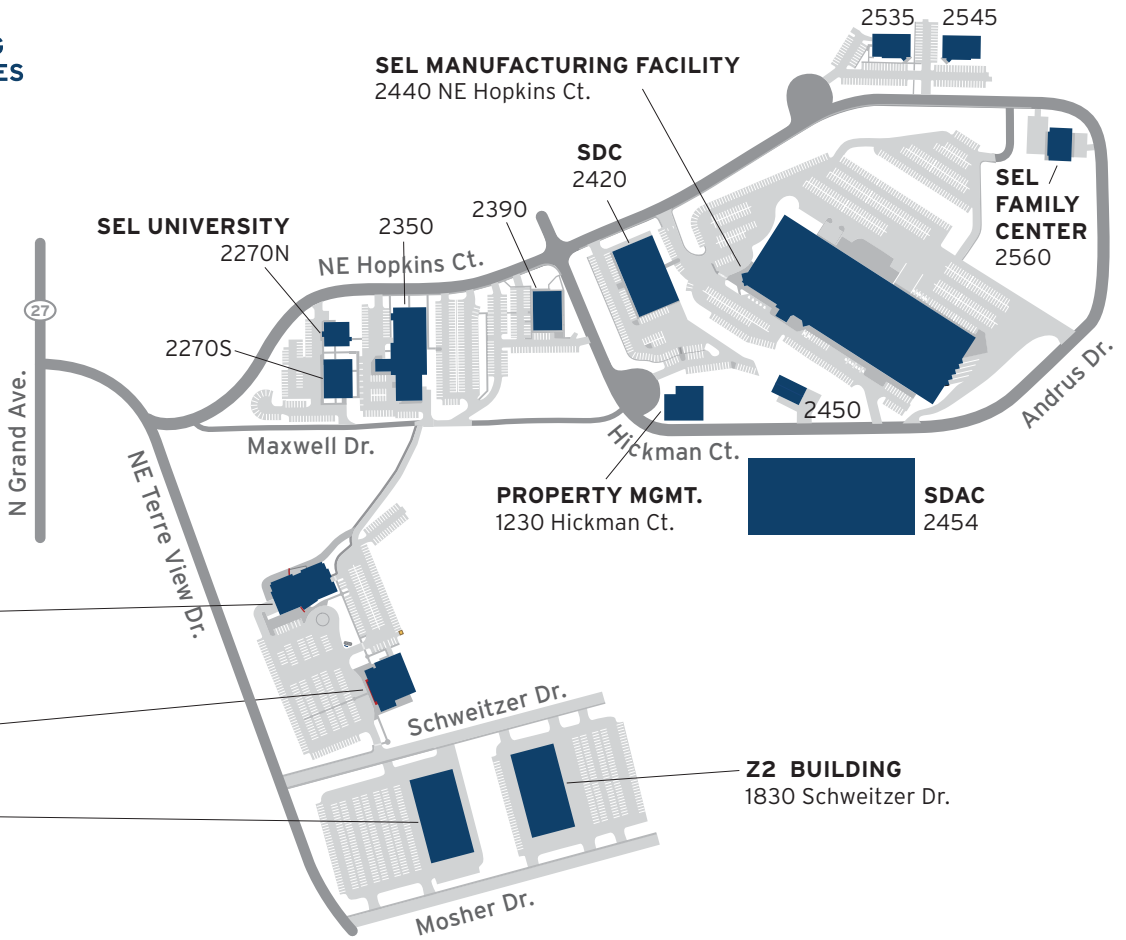 G
ES
2535
2545
SEL MANUFACTURING FACILITY
2440 NE Hopkins Ct.
SDC
2420
SEL
FAMILY
CENTER
2560
2390
SEL UNIVERSITY
2270N
2350
NE Hopkins Ct.
27
2270S
N Grand Ave.
Maxwell Dr.
Hickman Ct.
2450
Andrus Dr.
PROPERTY MGMT.
1230 Hickman Ct.
SDAC
2454
NE Terre View Dr.
Schweitzer Dr.
Z2 BUILDING
1830 Schweitzer Dr.
Mosher Dr.